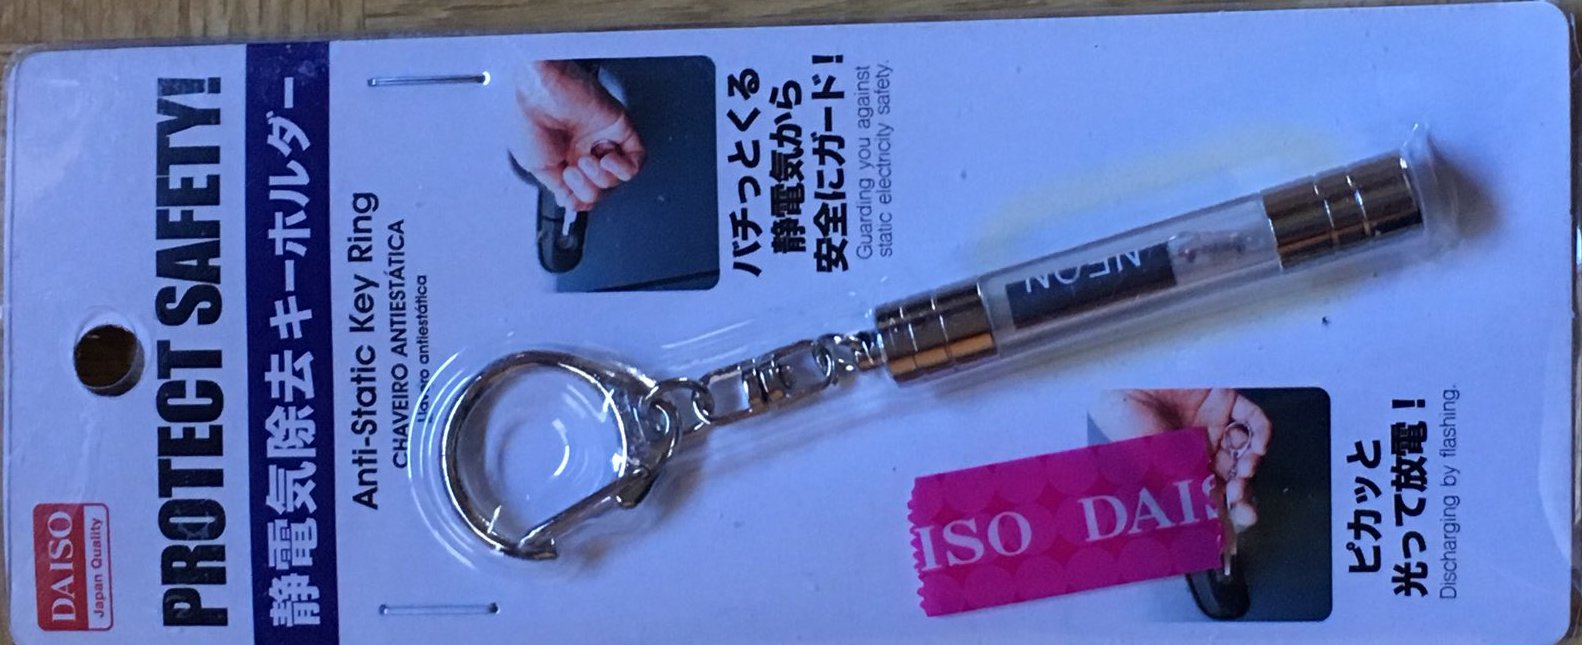 DAISO
Japan Quality
PROTECT SAFETY!
静電気除去キーホルダー
Anti-Static Key Ring
CHAVEIRO ANTIESTÁTICA
Llavero antiestática
バチっとくる
静電気から
安全にガード!
Guarding you against
static electricity safety.
NEON
ISO DAIS
ピカッと
光って放電!
Discharging by flashing.